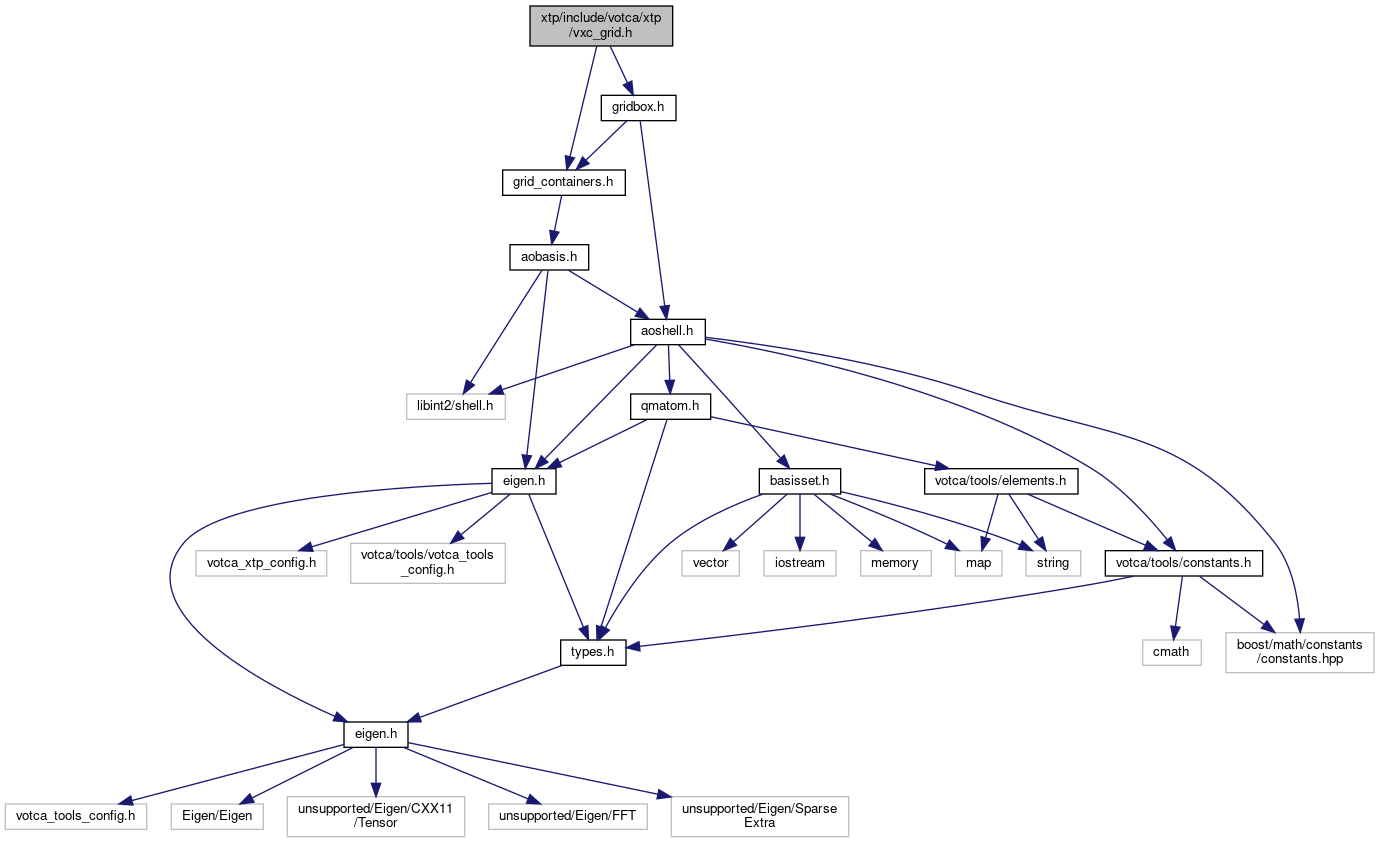 xtp/include/votca/xtp
/vxc_grid.h
gridbox.h
grid_containers.h
aobasis.h
aoshell.h
libint2/shell.h
qmatom.h
eigen.h
basisset.h
votca/tools/elements.h
votca_xtp_config.h
votca/tools/votca_tools
_config.h
vector
iostream
memory
map
string
votca/tools/constants.h
types.h
cmath
boost/math/constants
/constants.hpp
eigen.h
votca_tools_config.h
Eigen/Eigen
unsupported/Eigen/CXX11
/Tensor
unsupported/Eigen/FFT
unsupported/Eigen/Sparse
Extra